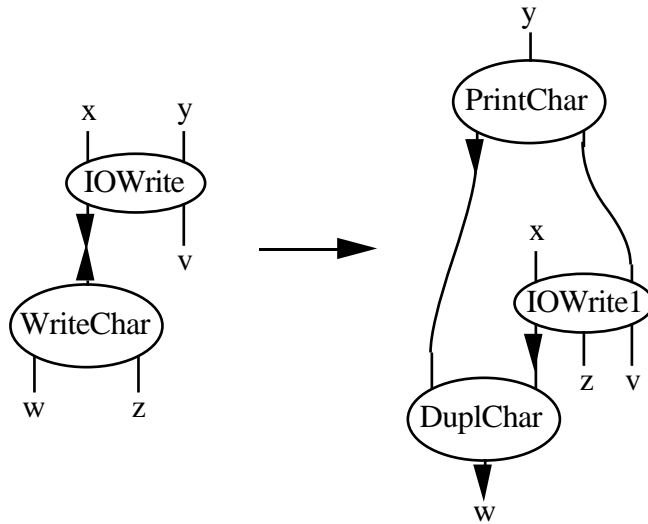 x y
IOWrite
v
WriteChar
w z
y
PrintChar
x
IOWrite1
z v
DuplChar
w